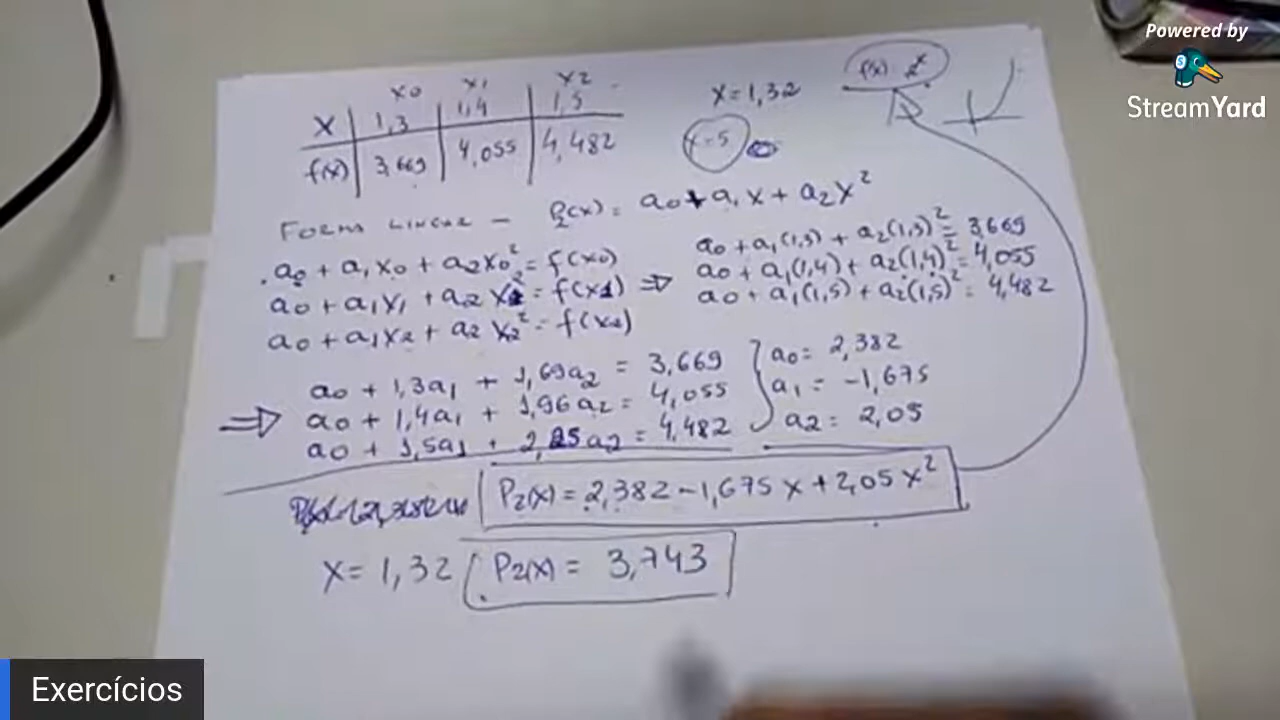 Powered by
StreamYard
x0 x1 x2
x 1,3 1,4 1,5
f(x) 3,669 4,055 4,482
x=1,32
x=5
f(x)
FORMA LINEAR - P2(x) = a0 + a1x + a2x²
a0 + a1x0 + a2x0² = f(x0)
a0 + a1x1 + a2x1² = f(x1) ⇒
a0 + a1x2 + a2x2² = f(x2)
a0 + a1(1,3) + a2(1,3)² = 3,669
a0 + a1(1,4) + a2(1,4)² = 4,055
a0 + a1(1,5) + a2(1,5)² = 4,482
a0 + 1,3a1 + 1,69a2 = 3,669
⇒ a0 + 1,4a1 + 1,96a2 = 4,055
a0 + 1,5a1 + 2,25a2 = 4,482
a0 = 2,382
a1 = -1,675
a2 = 2,05
P2(x) = 2,382 - 1,675x + 2,05x²
x = 1,32 P2(x) = 3,743
Exercícios